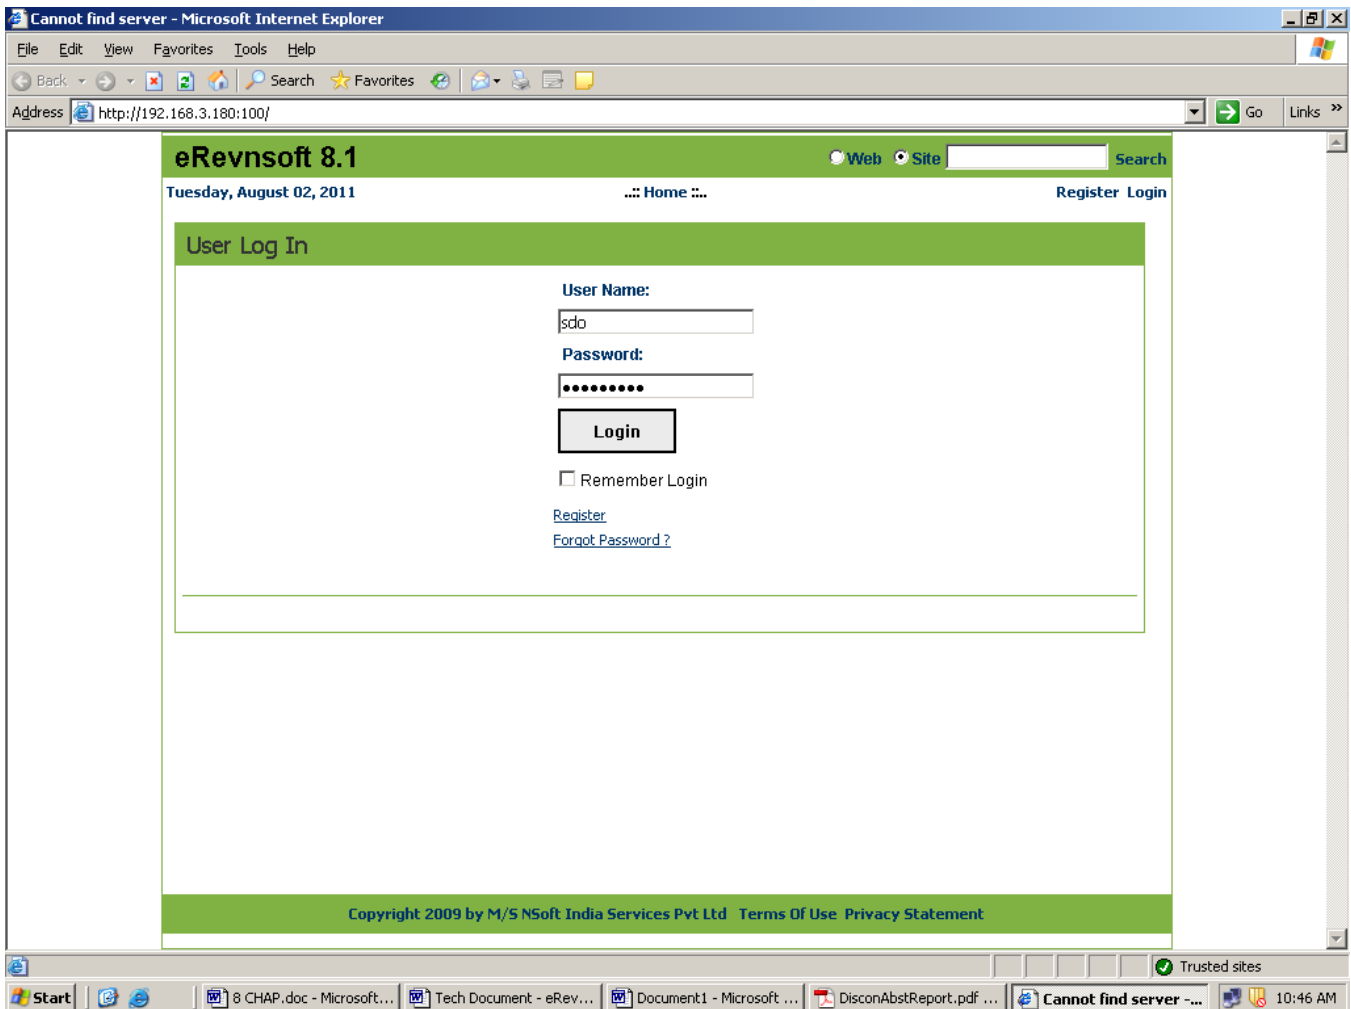 Cannot find server - Microsoft Internet Explorer
File Edit View Favorites Tools Help
Back Search Favorites
Address http://192.168.3.180:100/ Go Links »
eRevnsoft 8.1 Web Site Search
Tuesday, August 02, 2011 ..:: Home ::.. Register Login
User Log In
User Name:
sdo
Password:
•••••••••
Login
Remember Login
Register
Forgot Password ?
Copyright 2009 by M/S NSoft India Services Pvt Ltd Terms Of Use Privacy Statement
Trusted sites
Start 8 CHAP.doc - Microsoft... Tech Document - eRev... Document1 - Microsoft ... DisconAbstReport.pdf ... Cannot find server -... 10:46 AM